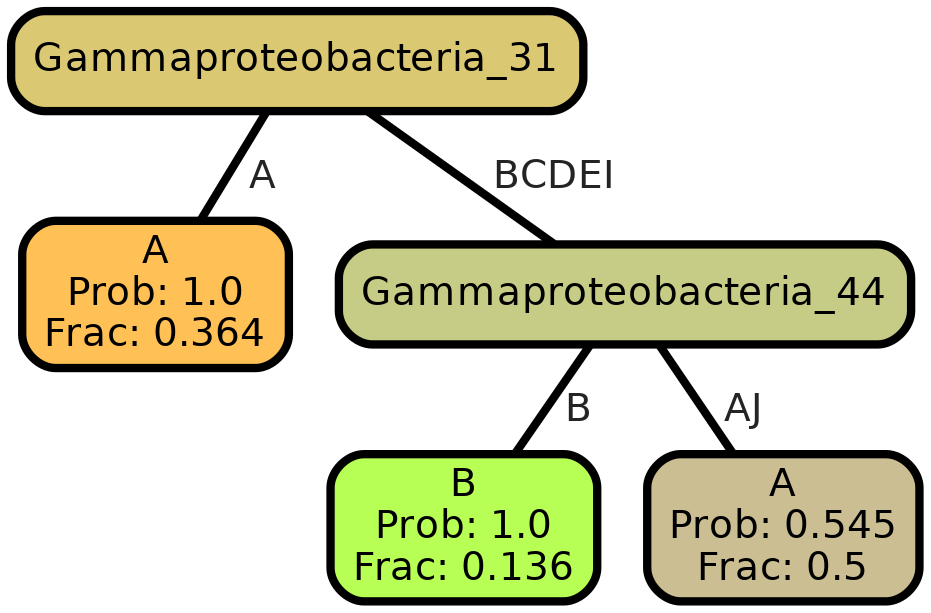 Gammaproteobacteria_31
A
BCDEI
A
Prob: 1.0
Frac: 0.364
Gammaproteobacteria_44
B
AJ
B
Prob: 1.0
Frac: 0.136
A
Prob: 0.545
Frac: 0.5